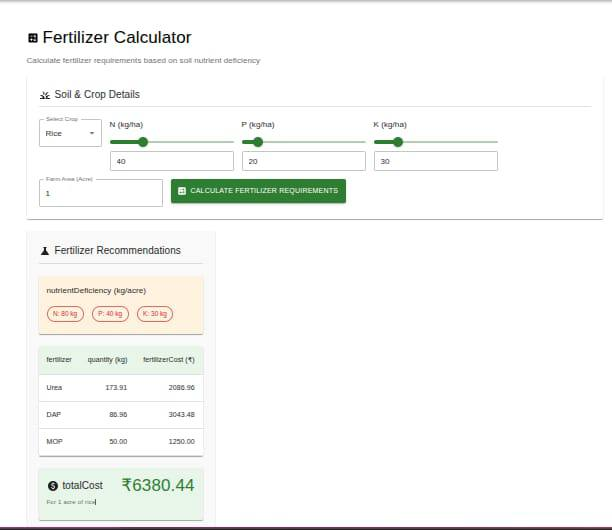 Fertilizer Calculator
Calculate fertilizer requirements based on soil nutrient deficiency
Soil & Crop Details
Select Crop
Rice
N (kg/ha)
P (kg/ha)
K (kg/ha)
40
20
30
Farm Area (Acre)
1
CALCULATE FERTILIZER REQUIREMENTS
Fertilizer Recommendations
nutrientDeficiency (kg/acre)
N: 80 kg P: 40 kg K: 30 kg
fertilizer quantity (kg) fertilizerCost (₹)
Urea 173.91 2086.96
DAP 86.96 3043.48
MOP 50.00 1250.00
totalCost ₹6380.44
For 1 acre of rice